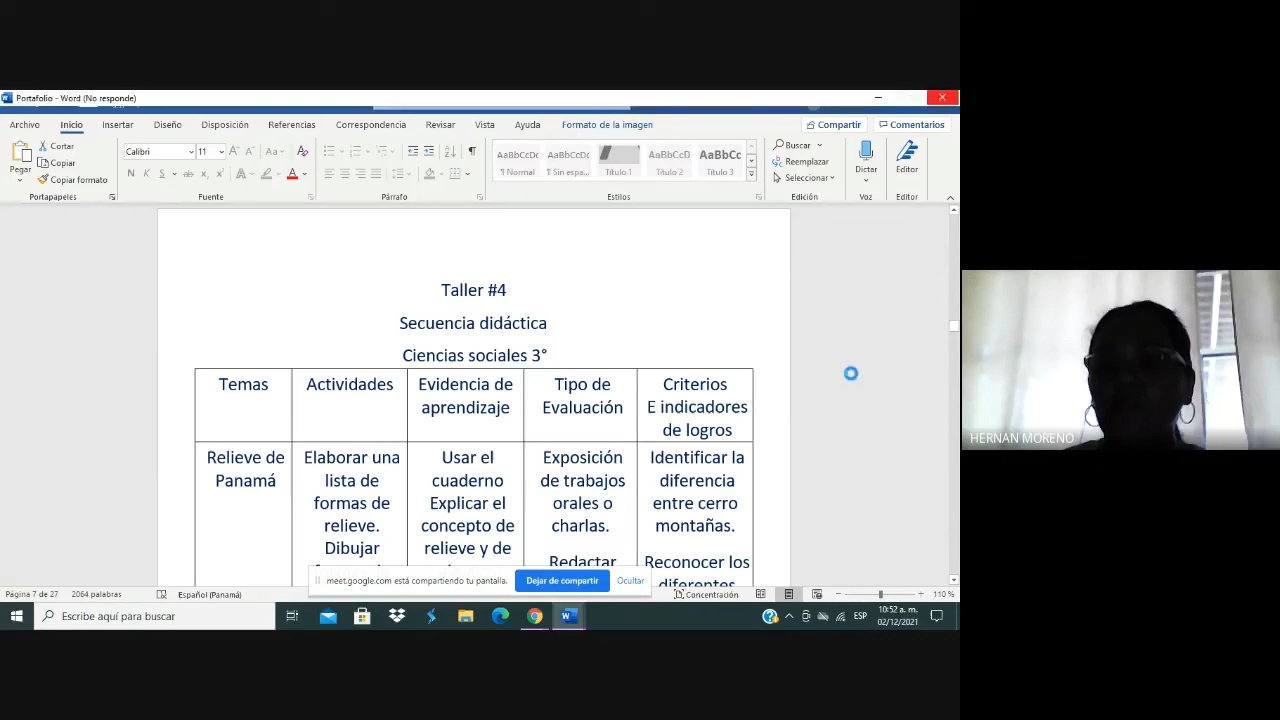 Portafolio - Word (No responde)
Archivo Inicio Insertar Diseño Disposición Referencias Correspondencia Revisar Vista Ayuda Formato de la imagen Compartir Comentarios
Pegar
Cortar
Copiar
Copiar formato
Portapapeles
Calibri 11
N K S
Fuente
Párrafo
AaBbCcDc AaBbCcDc AaBbCcD AaBbCc
¶ Normal ¶ Sin espa... Título 1 Título 2 Título 3
Estilos
Buscar
Reemplazar
Seleccionar
Edición
Dictar
Voz
Editor
Editor
Taller #4
Secuencia didáctica
Ciencias sociales 3°
Temas
Actividades
Evidencia de
aprendizaje
Tipo de
Evaluación
Criterios
E indicadores
de logros
Relieve de
Panamá
Elaborar una
lista de
formas de
relieve.
Dibujar
Usar el
cuaderno
Explicar el
concepto de
relieve y de
Exposición
de trabajos
orales o
charlas.
Redactar
Identificar la
diferencia
entre cerro
montañas.
Reconocer los
diferentes
meet.google.com está compartiendo tu pantalla. Dejar de compartir Ocultar
Página 7 de 27 2064 palabras Español (Panamá) Concentración 110 %
Escribe aquí para buscar
ESP
10:52 a. m.
02/12/2021
HERNAN MORENO